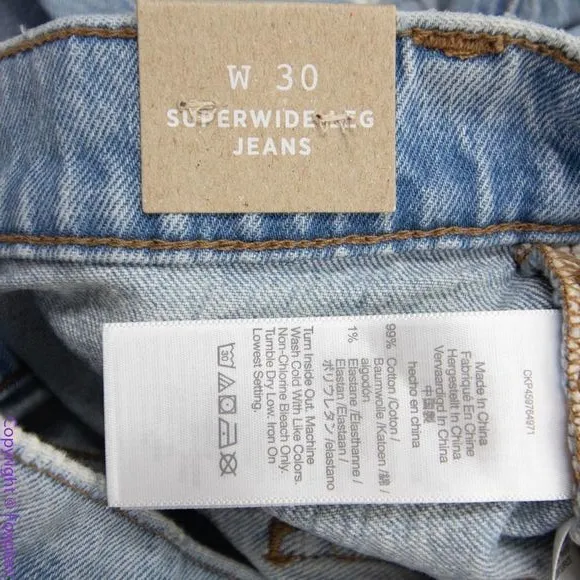 W 30
SUPERWIDE LEG
JEANS
CKP459764971
Made In China
Fabriqué En Chine
Hergestellt in China
Vervaardigd in China
中国製
hecho en china
99% Cotton /Coton /
Baumwolle /Katoen /綿/
algodón
1% Elastane /Élasthanne /
Elastan /Elastaan /
ポリウレタン /elastano
Turn Inside Out. Machine
Wash Cold With Like Colors.
Non-Chlorine Bleach Only.
Tumble Dry Low. Iron On
Lowest Setting.
30